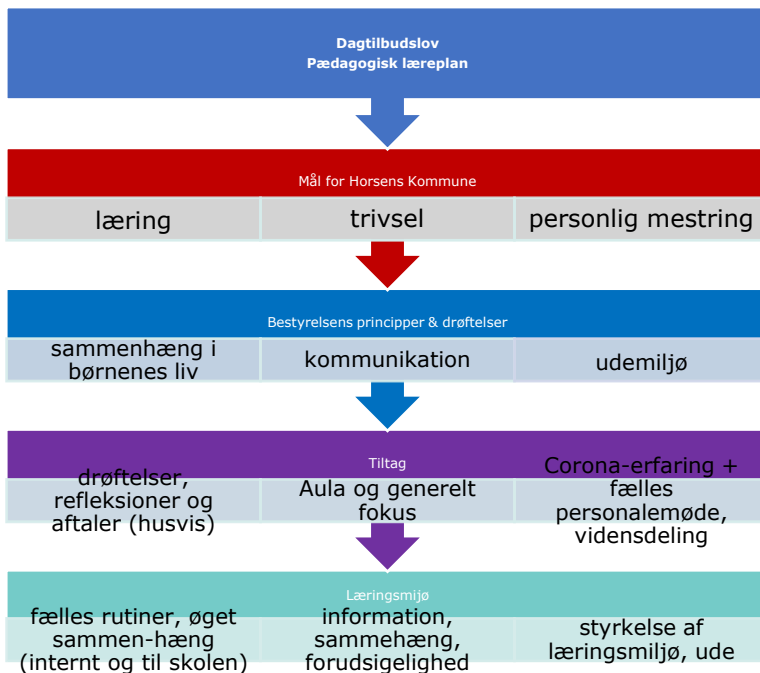 Dagtilbudslov
Pædagogisk læreplan
Mål for Horsens Kommune
læring
trivsel
personlig mestring
Bestyrelsens principper & drøftelser
sammenhæng i
børnenes liv
kommunikation
udemiljø
Tiltag
drøftelser,
refleksioner og
aftaler (husvis)
Aula og generelt
fokus
Corona-erfaring +
fælles
personalemøde,
vidensdeling
Læringsmijø
fælles rutiner, øget
sammen-hæng
(internt og til skolen)
information,
sammehæng,
forudsigelighed
styrkelse af
læringsmiljø, ude